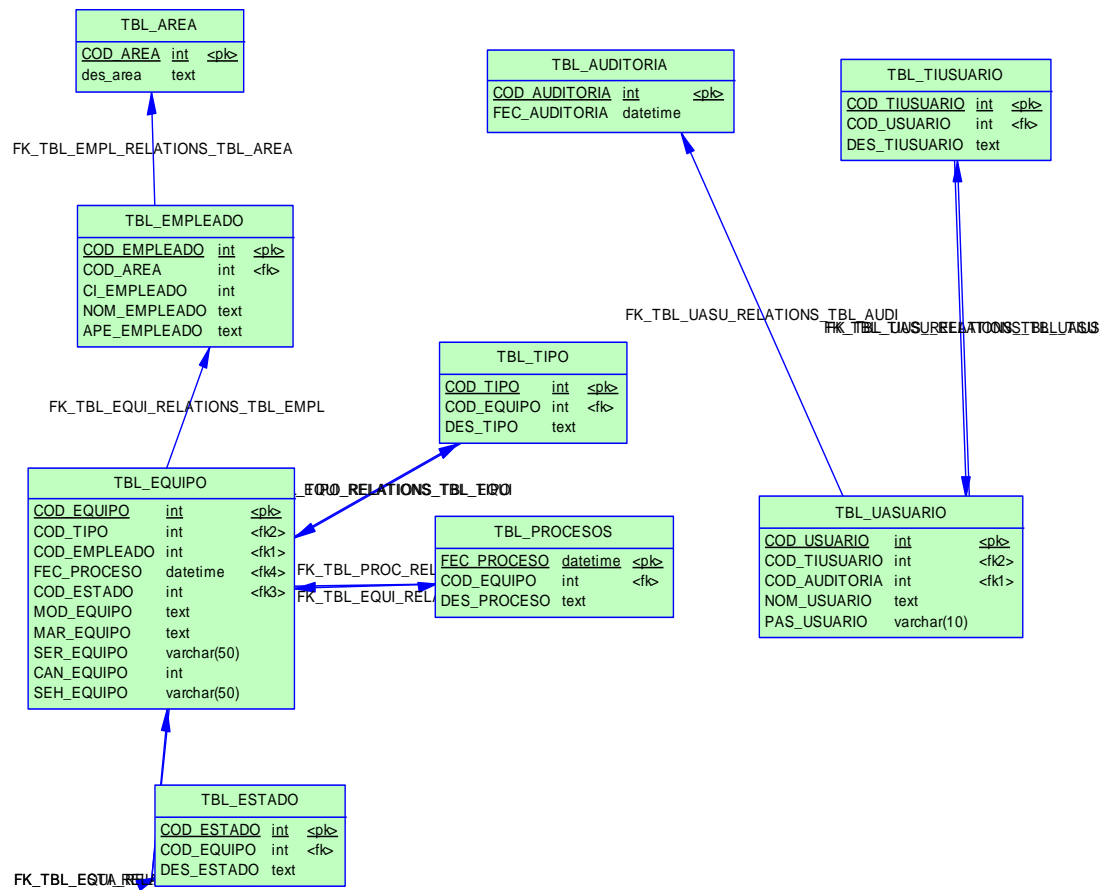 TBL_AREA
COD_AREA int <pk>
des_area text
FK_TBL_EMPL_RELATIONS_TBL_AREA
TBL_EMPLEADO
COD_EMPLEADO int <pk>
COD_AREA int <fk>
CI_EMPLEADO int
NOM_EMPLEADO text
APE_EMPLEADO text
FK_TBL_EQUI_RELATIONS_TBL_EMPL
TBL_EQUIPO
COD_EQUIPO int <pk>
COD_TIPO int <fk2>
COD_EMPLEADO int <fk1>
FEC_PROCESO datetime <fk4>
COD_ESTADO int <fk3>
MOD_EQUIPO text
MAR_EQUIPO text
SER_EQUIPO varchar(50)
CAN_EQUIPO int
SEH_EQUIPO varchar(50)
TBL_TIPO
COD_TIPO int <pk>
COD_EQUIPO int <fk>
DES_TIPO text
TBL_PROCESOS
FEC_PROCESO datetime <pk>
COD_EQUIPO int <fk>
DES_PROCESO text
FK_TBL_PROC_REL
FK_TBL_EQUI_RELA
TBL_ESTADO
COD_ESTADO int <pk>
COD_EQUIPO int <fk>
DES_ESTADO text
TBL_AUDITORIA
COD_AUDITORIA int <pk>
FEC_AUDITORIA datetime
FK_TBL_UASU_RELATIONS_TBL_AUDI
TBL_TIUSUARIO
COD_TIUSUARIO int <pk>
COD_USUARIO int <fk>
DES_TIUSUARIO text
TBL_UASUARIO
COD_USUARIO int <pk>
COD_TIUSUARIO int <fk2>
COD_AUDITORIA int <fk1>
NOM_USUARIO text
PAS_USUARIO varchar(10)